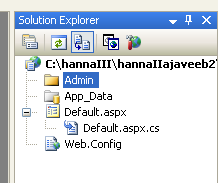 Solution Explorer
C:\hannaIII\hannaIIajaveeb2
Admin
App_Data
Default.aspx
Default.aspx.cs
Web.Config